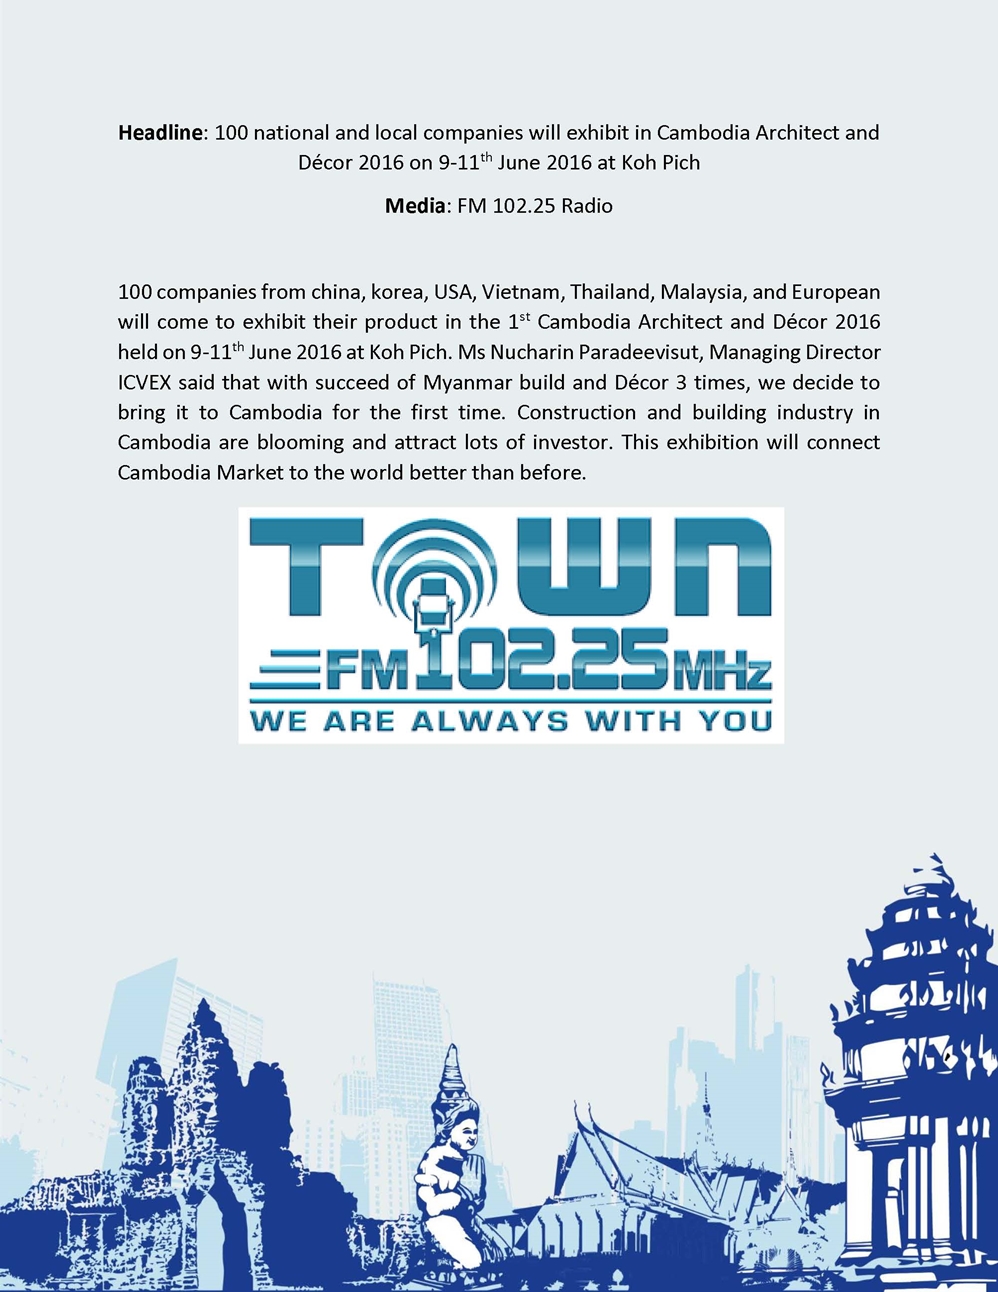 Headline: 100 national and local companies will exhibit in Cambodia Architect and
Décor 2016 on 9-11th June 2016 at Koh Pich
Media: FM 102.25 Radio
100 companies from china, korea, USA, Vietnam, Thailand, Malaysia, and European
will come to exhibit their product in the 1st Cambodia Architect and Décor 2016
held on 9-11th June 2016 at Koh Pich. Ms Nucharin Paradeevisut, Managing Director
ICVEX said that with succeed of Myanmar build and Décor 3 times, we decide to
bring it to Cambodia for the first time. Construction and building industry in
Cambodia are blooming and attract lots of investor. This exhibition will connect
Cambodia Market to the world better than before.
TOWN
FM 102.25 MHz
WE ARE ALWAYS WITH YOU